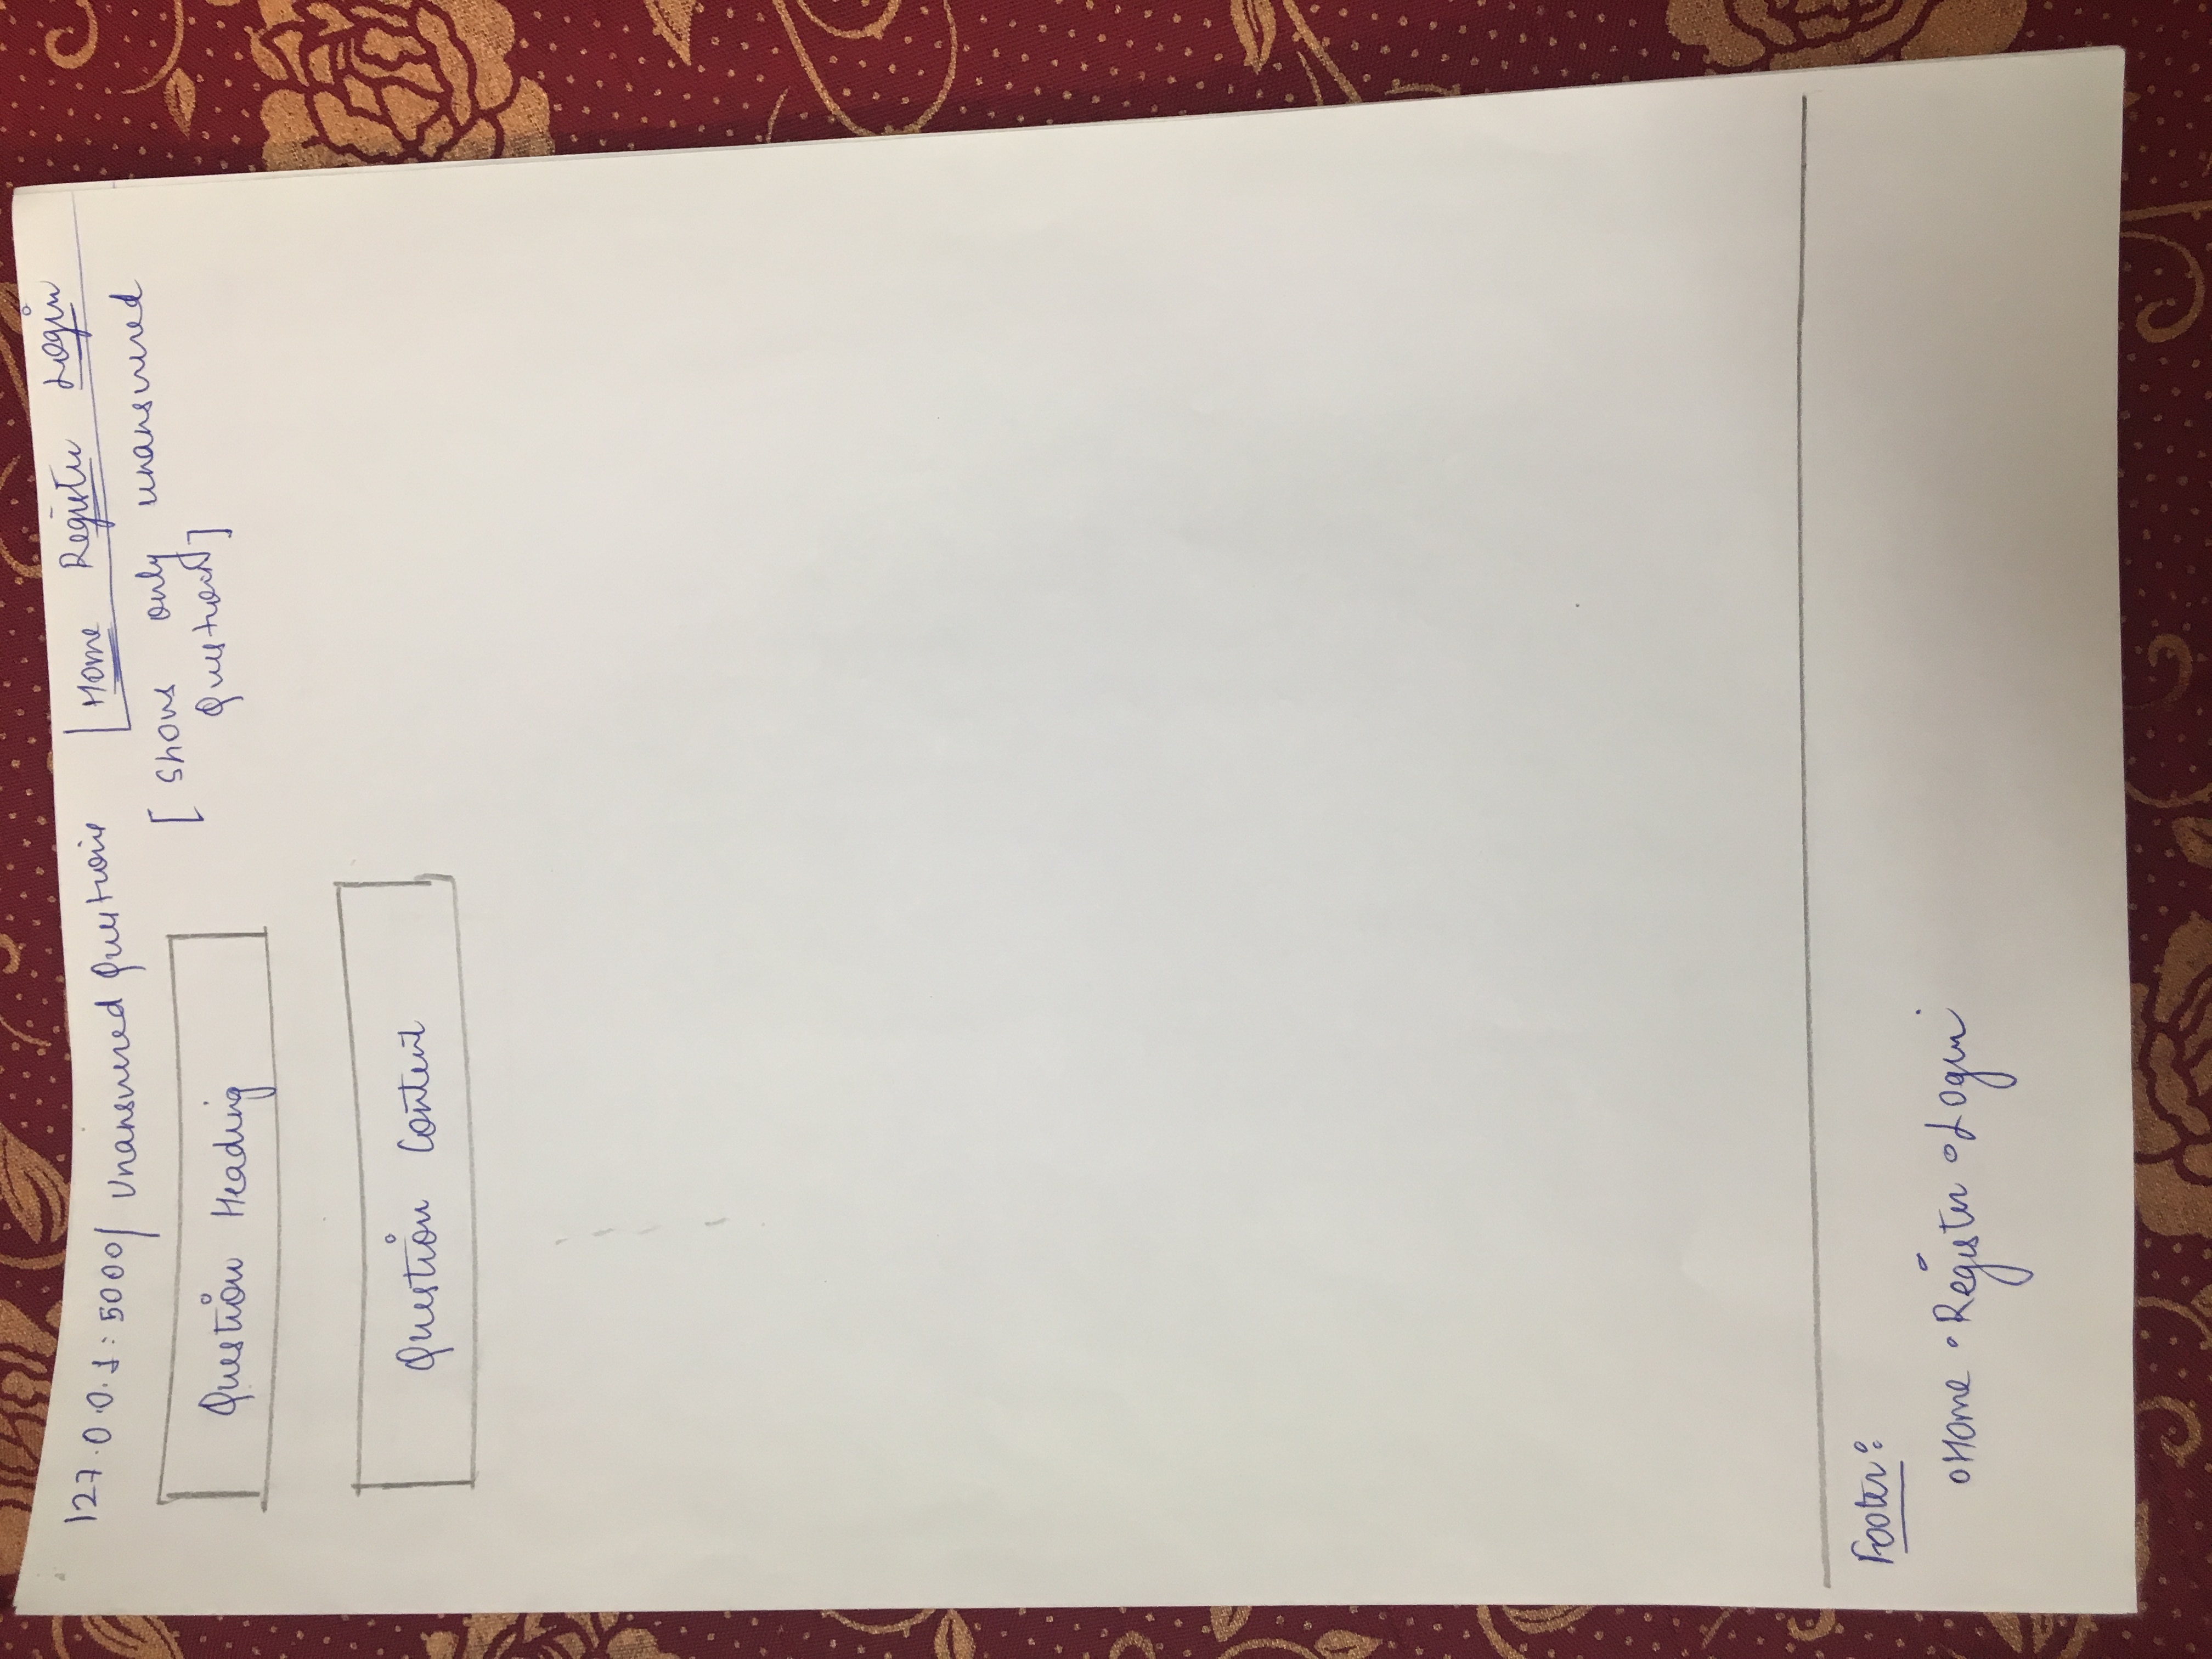 127.0.0.1:5000/ Unanswered Questions
Home Register Login
[ Shows only unanswered
Question ]
Question Heading
Question Content
Footer:
Home Register Login